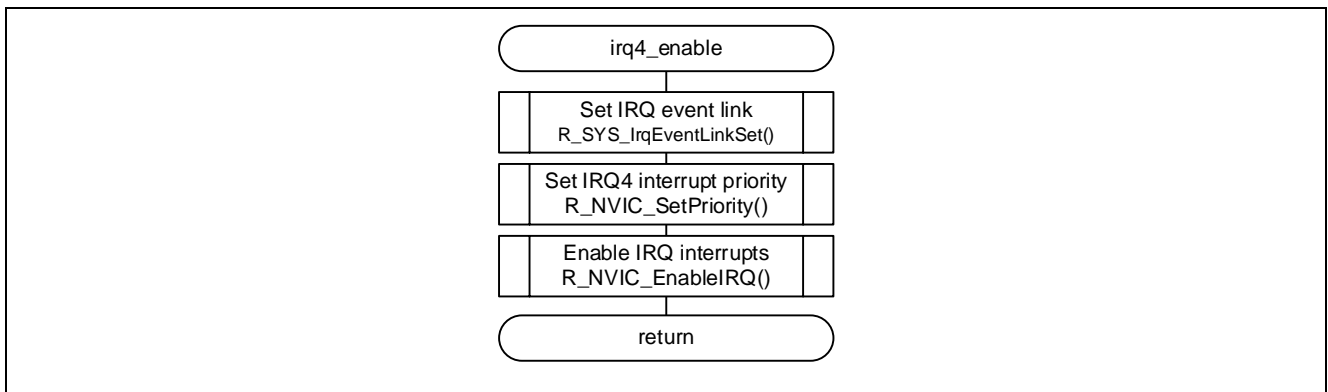 irq4_enable
Set IRQ event link
R_SYS_IrqEventLinkSet()
Set IRQ4 interrupt priority
R_NVIC_SetPriority()
Enable IRQ interrupts
R_NVIC_EnableIRQ()
return